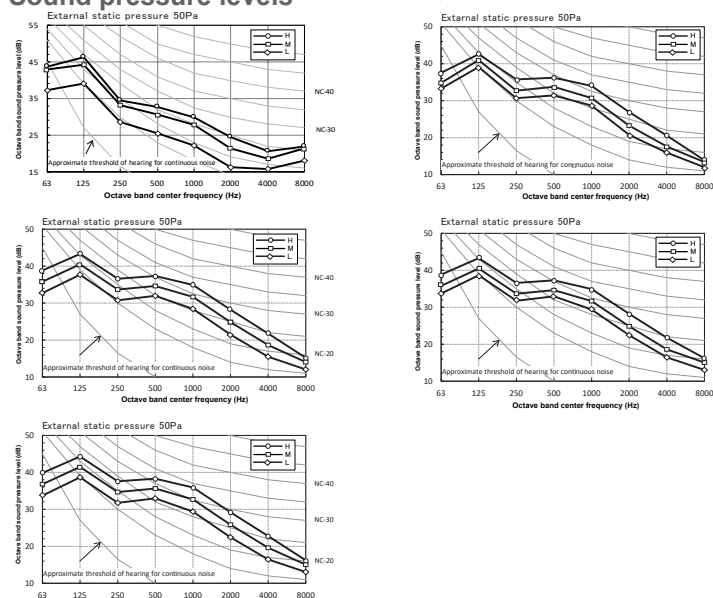 Sound pressure levels
Extarnal static pressure 50Pa
Octave band sound pressure level (dB)
55
45
35
25
15
H
M
L
NC-40
NC-30
Approximate threshold of hearing for continuous noise
63 125 250 500 1000 2000 4000 8000
Octave band center frequency (Hz)
Octave band sound pressure level (dB)
50
40
30
20
10
H
M
L
Approximate threshold of hearing for continuous noise
63 125 250 500 1000 2000 4000 8000
Octave band center frequency (Hz)
Extarnal static pressure 50Pa
Octave band sound pressure level (dB)
50
40
30
20
10
H
M
L
NC-40
NC-30
NC-20
Approximate threshold of hearing for continuous noise
63 125 250 500 1000 2000 4000 8000
Octave band center frequency (Hz)
Extarnal static pressure 50Pa
Octave band sound pressure level (dB)
50
40
30
20
10
H
M
L
Approximate threshold of hearing for continuous noise
63 125 250 500 1000 2000 4000 8000
Octave band center frequency (Hz)
Extarnal static pressure 50Pa
Octave band sound pressure level (dB)
50
40
30
20
10
H
M
L
NC-40
NC-30
NC-20
Approximate threshold of hearing for continuous noise
63 125 250 500 1000 2000 4000 8000